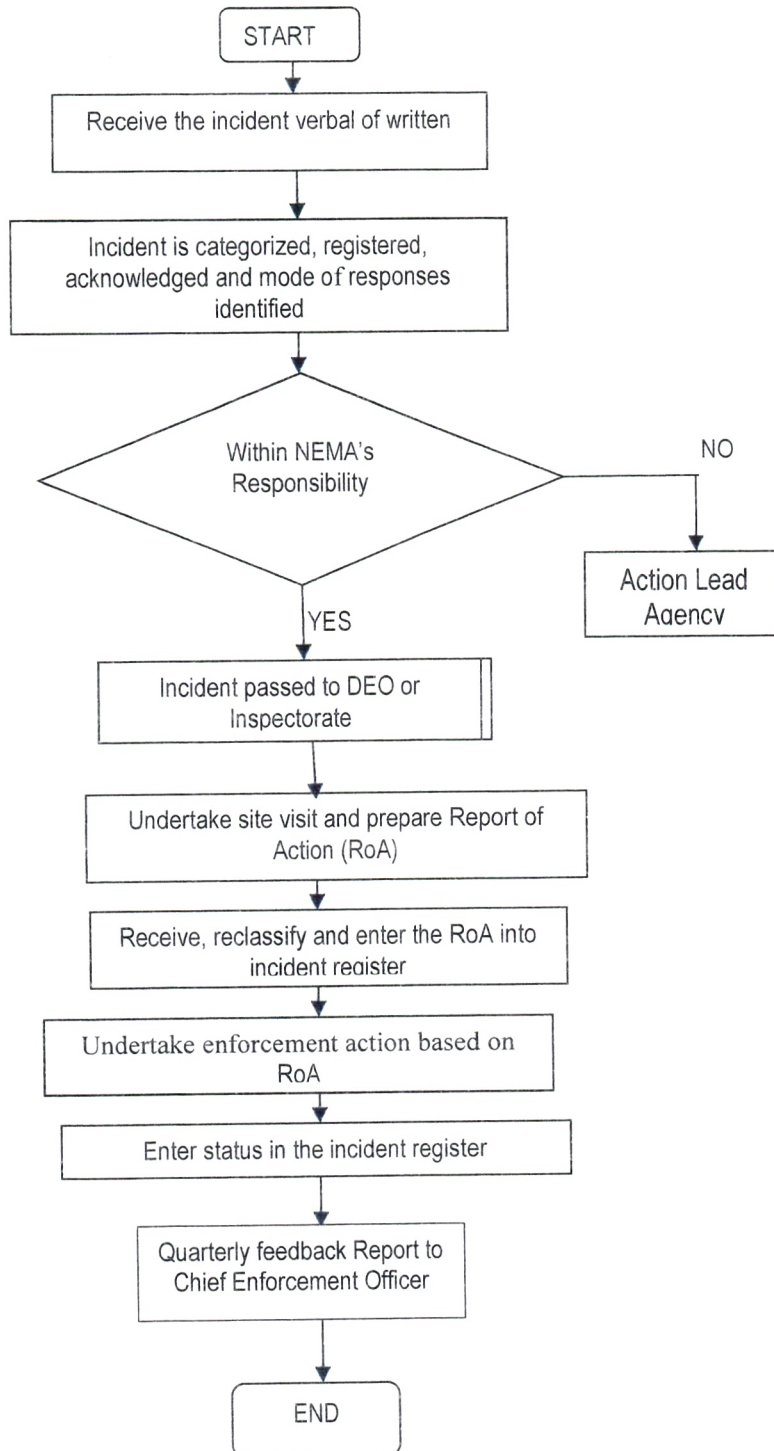 START
Receive the incident verbal of written
Incident is categorized, registered,
acknowledged and mode of responses
identified
Within NEMA's
Responsibility
NO
Action Lead
Agency
YES
Incident passed to DEO or
Inspectorate
Undertake site visit and prepare Report of
Action (RoA)
Receive, reclassify and enter the RoA into
incident register
Undertake enforcement action based on
RoA
Enter status in the incident register
Quarterly feedback Report to
Chief Enforcement Officer
END